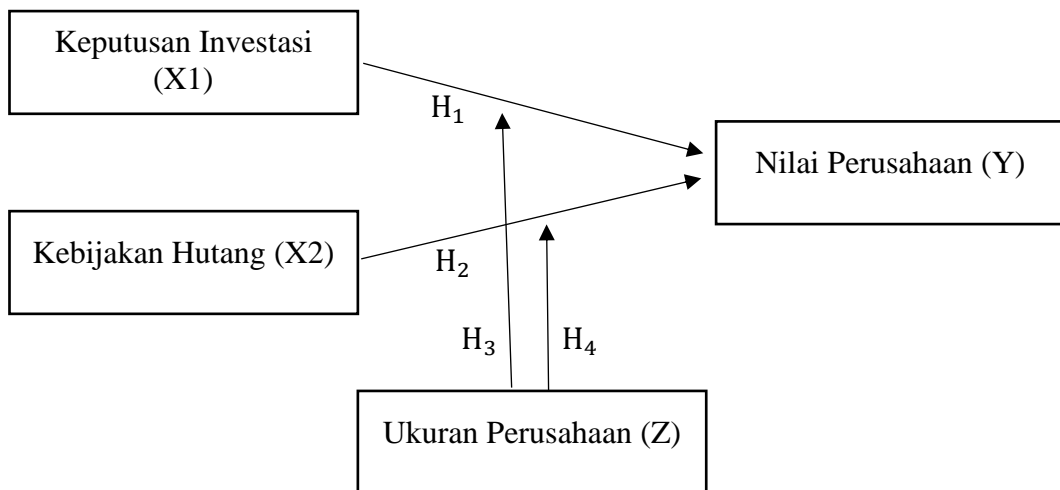 Keputusan Investasi
(X1)
H₁
Nilai Perusahaan (Y)
Kebijakan Hutang (X2)
H₂
H₃
H₄
Ukuran Perusahaan (Z)